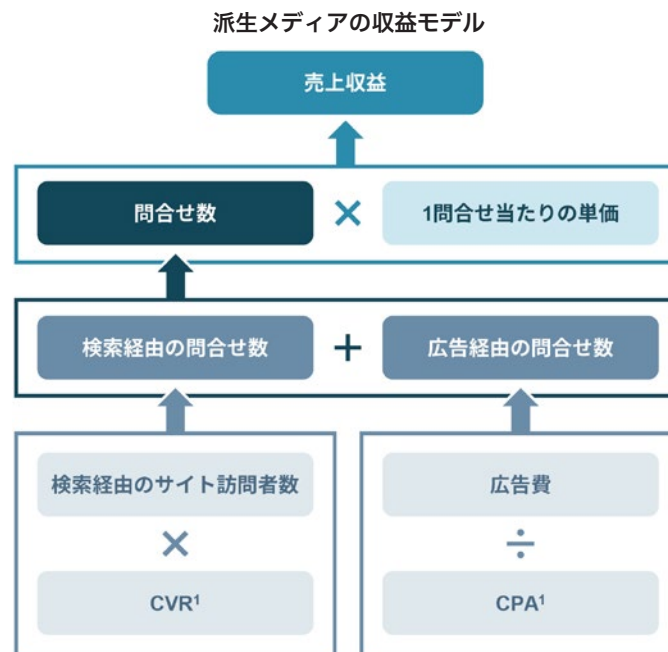 派生メディアの収益モデル
売上収益
問合せ数 × 1問合せ当たりの単価
検索経由の問合せ数 + 広告経由の問合せ数
検索経由のサイト訪問者数
×
CVR¹
広告費
÷
CPA¹